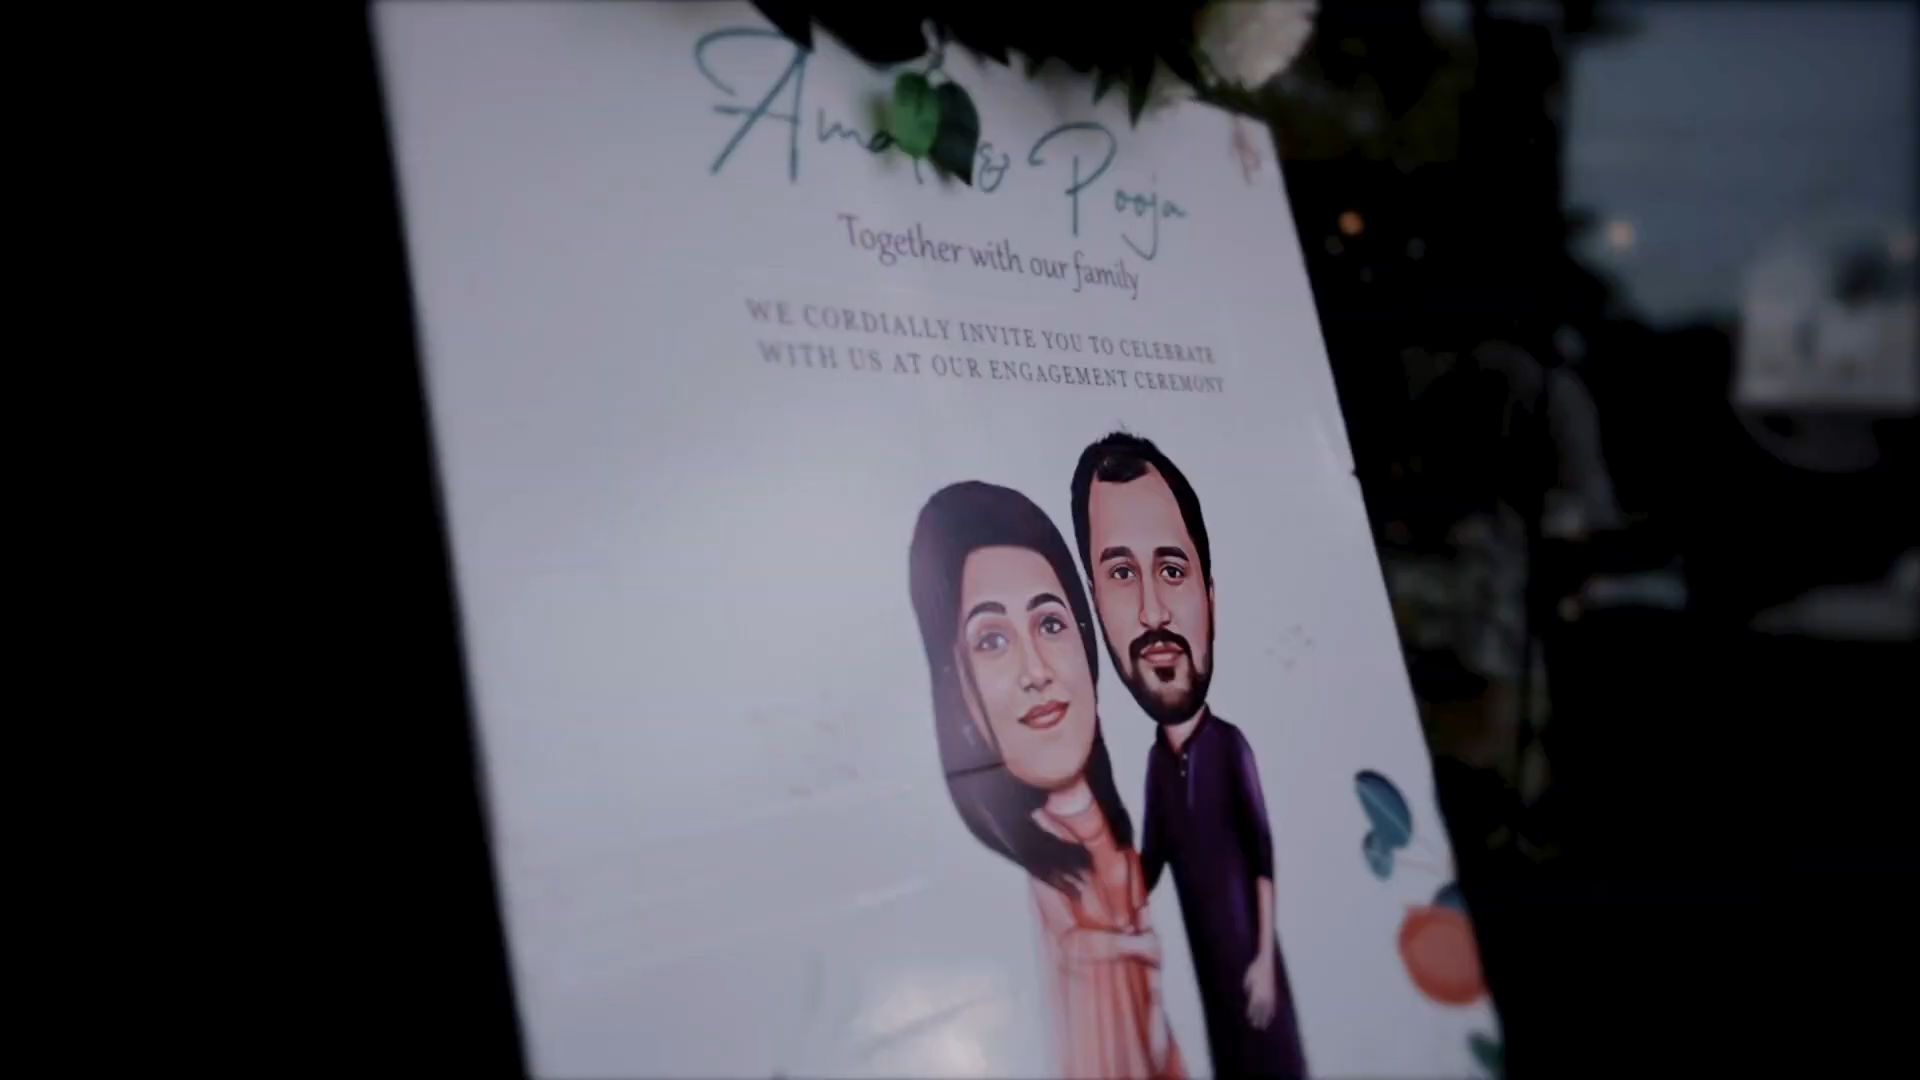 & Pooja
Together with our family
WE CORDIALLY INVITE YOU TO CELEBRATE
WITH US AT OUR ENGAGEMENT CEREMONY